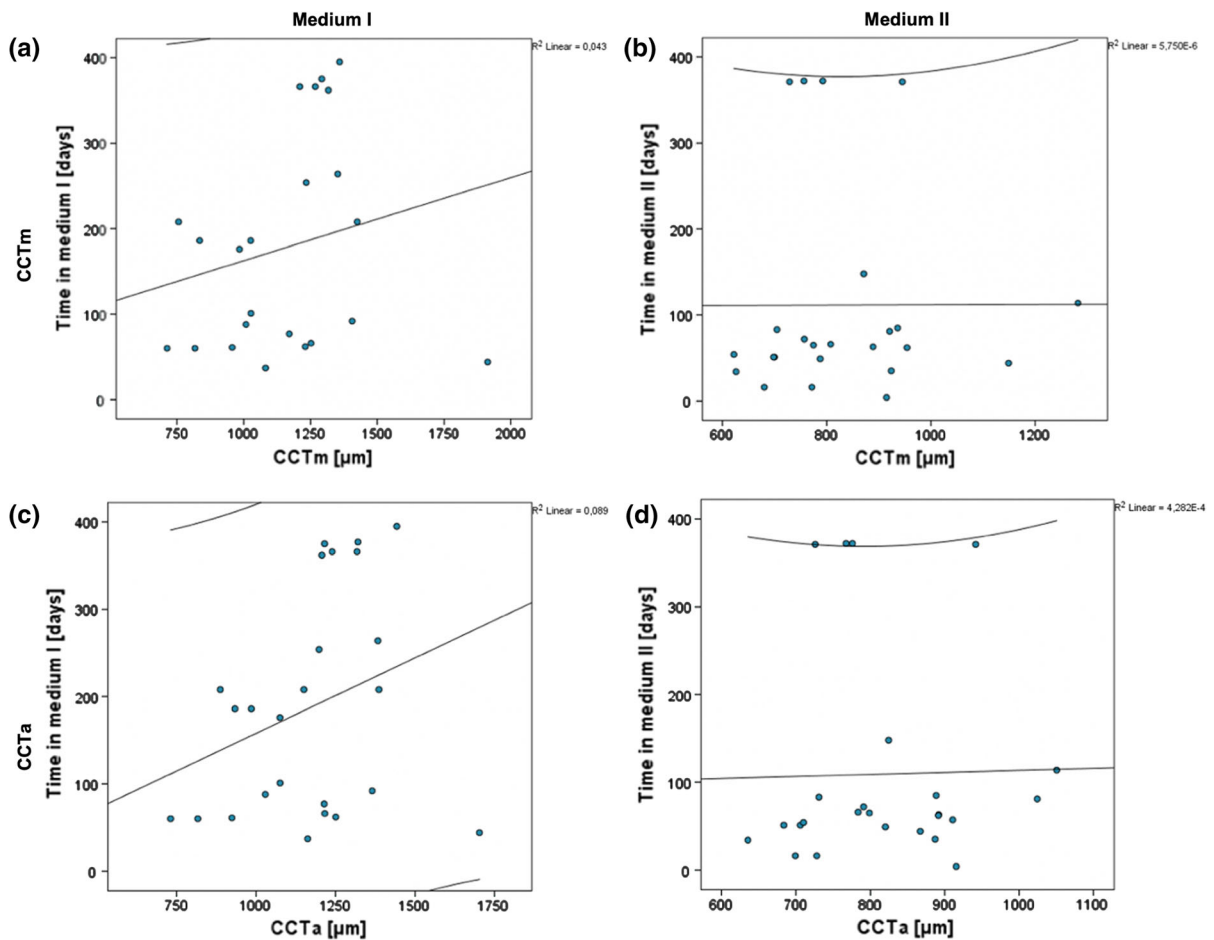 Medium I
Medium II
(a)
R² Linear = 0,043
CCTm
Time in medium I [days]
400
300
200
100
0
750 1000 1250 1500 1750 2000
CCTm [µm]
(b)
R² Linear = 5,750E-6
Time in medium II [days]
400
300
200
100
0
600 800 1000 1200
CCTm [µm]
(c)
R² Linear = 0,089
CCTa
Time in medium I [days]
400
300
200
100
0
750 1000 1250 1500 1750
CCTa [µm]
(d)
R² Linear = 4,282E-4
Time in medium II [days]
400
300
200
100
0
600 700 800 900 1000 1100
CCTa [µm]